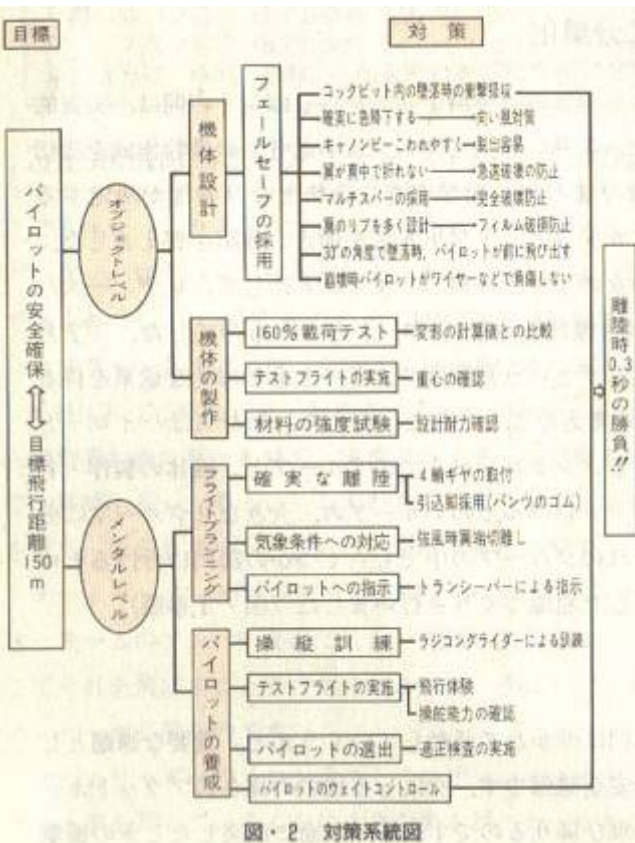 目標
対策
パイロットの安全確保⇔目標飛行距離150m
オブジェクトレベル
メンタルレベル
機体設計
フェールセーフの採用
コックピット内の墜落時の衝撃吸収
確実に急降下する──向い風対策
キャノピーこわれやすく─脱出容易
翼が真中で折れない──急速破壊の防止
マルチスパーの採用──完全破壊防止
翼のリブを多く設計──フィルム破損防止
30°の角度で墜落時，パイロットが前に飛び出す
崩壊時パイロットがワイヤーなどで負傷しない
機体の製作
160％載荷テスト─変形の計算値との比較
テストフライトの実施─重心の確認
材料の強度試験─設計耐力確認
フライトプランニング
確実な離陸
4輪ギヤの取付
引込脚採用(パンツのゴム)
気象条件への対応─強風時翼端切離し
パイロットへの指示─トランシーバーによる指示
パイロットの養成
操縦訓練─ラジコングライダーによる訓練
テストフライトの実施
飛行体験
操能能力の確認
パイロットの選出─適正検査の実施
パイロットのウェイトコントロール
離陸時0.3秒の勝負!!
図・2 対策系統図